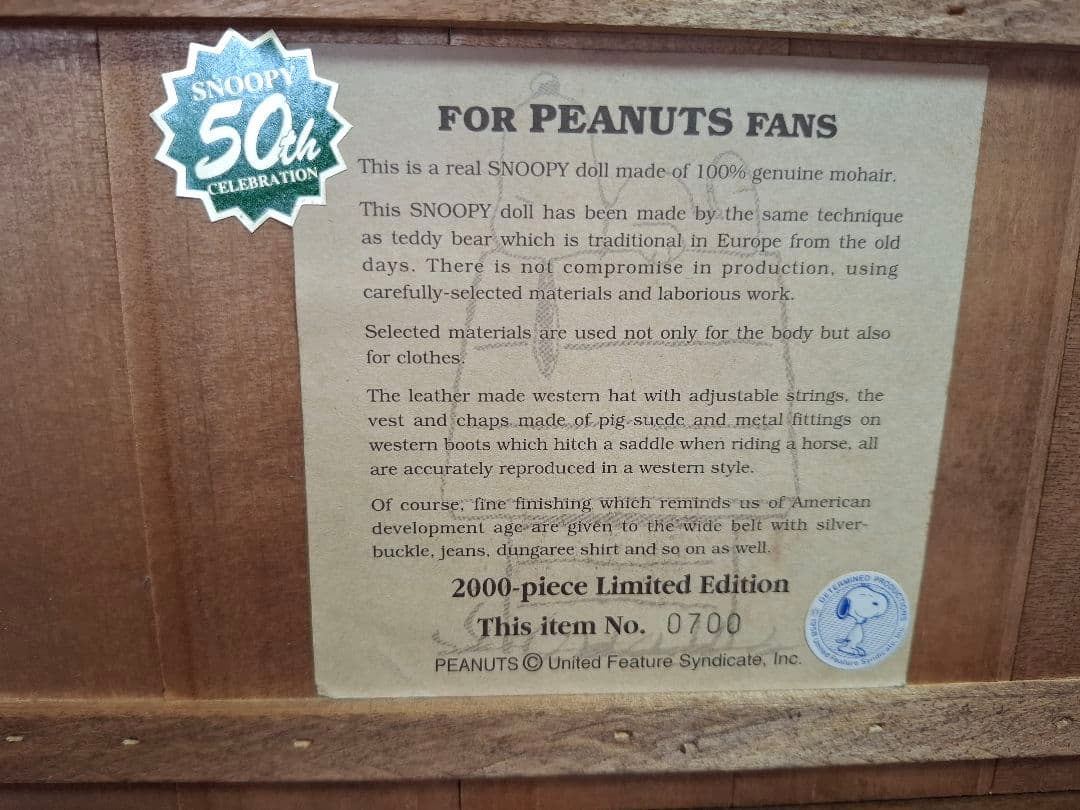 SNOOPY
50th
CELEBRATION
FOR PEANUTS FANS
This is a real SNOOPY doll made of 100% genuine mohair.
This SNOOPY doll has been made by the same technique
as teddy bear which is traditional in Europe from the old
days. There is not compromise in production, using
carefully-selected materials and laborious work.
Selected materials are used not only for the body but also
for clothes.
The leather made western hat with adjustable strings, the
vest and chaps made of pig suede and metal fittings on
western boots which hitch a saddle when riding a horse, all
are accurately reproduced in a western style.
Of course, fine finishing which reminds us of American
development age are given to the wide belt with silver-
buckle, jeans, dungaree shirt and so on as well.
2000-piece Limited Edition
This item No. 0700
PEANUTS © United Feature Syndicate, Inc.
DETERMINED PRODUCTIONS, INC.
© 1958 United Feature Syndicate